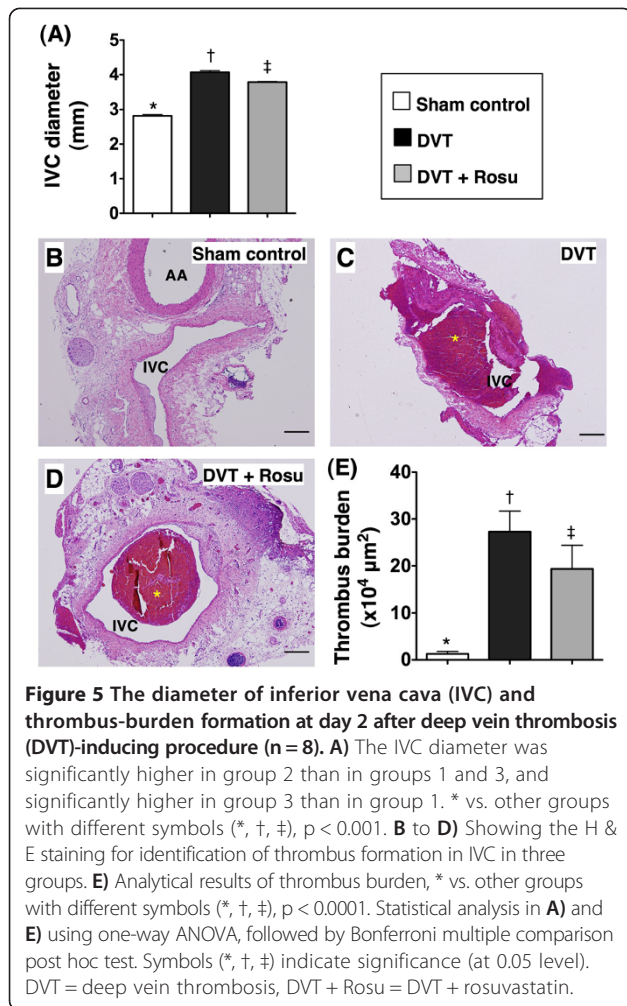 (A)
IVC diameter
(mm)
5
4
3
2
1
0
*
†
‡
Sham control
DVT
DVT + Rosu
B
Sham control
AA
IVC
C
DVT
*
IVC
D
DVT + Rosu
*
IVC
(E)
Thrombus burden
(x10⁴ µm²)
40
30
20
10
0
*
†
‡
Figure 5 The diameter of inferior vena cava (IVC) and
thrombus-burden formation at day 2 after deep vein thrombosis
(DVT)-inducing procedure (n = 8). A) The IVC diameter was
significantly higher in group 2 than in groups 1 and 3, and
significantly higher in group 3 than in group 1. * vs. other groups
with different symbols (*, †, ‡), p < 0.001. B to D) Showing the H &
E staining for identification of thrombus formation in IVC in three
groups. E) Analytical results of thrombus burden, * vs. other groups
with different symbols (*, †, ‡), p < 0.0001. Statistical analysis in A) and
E) using one-way ANOVA, followed by Bonferroni multiple comparison
post hoc test. Symbols (*, †, ‡) indicate significance (at 0.05 level).
DVT = deep vein thrombosis, DVT + Rosu = DVT + rosuvastatin.